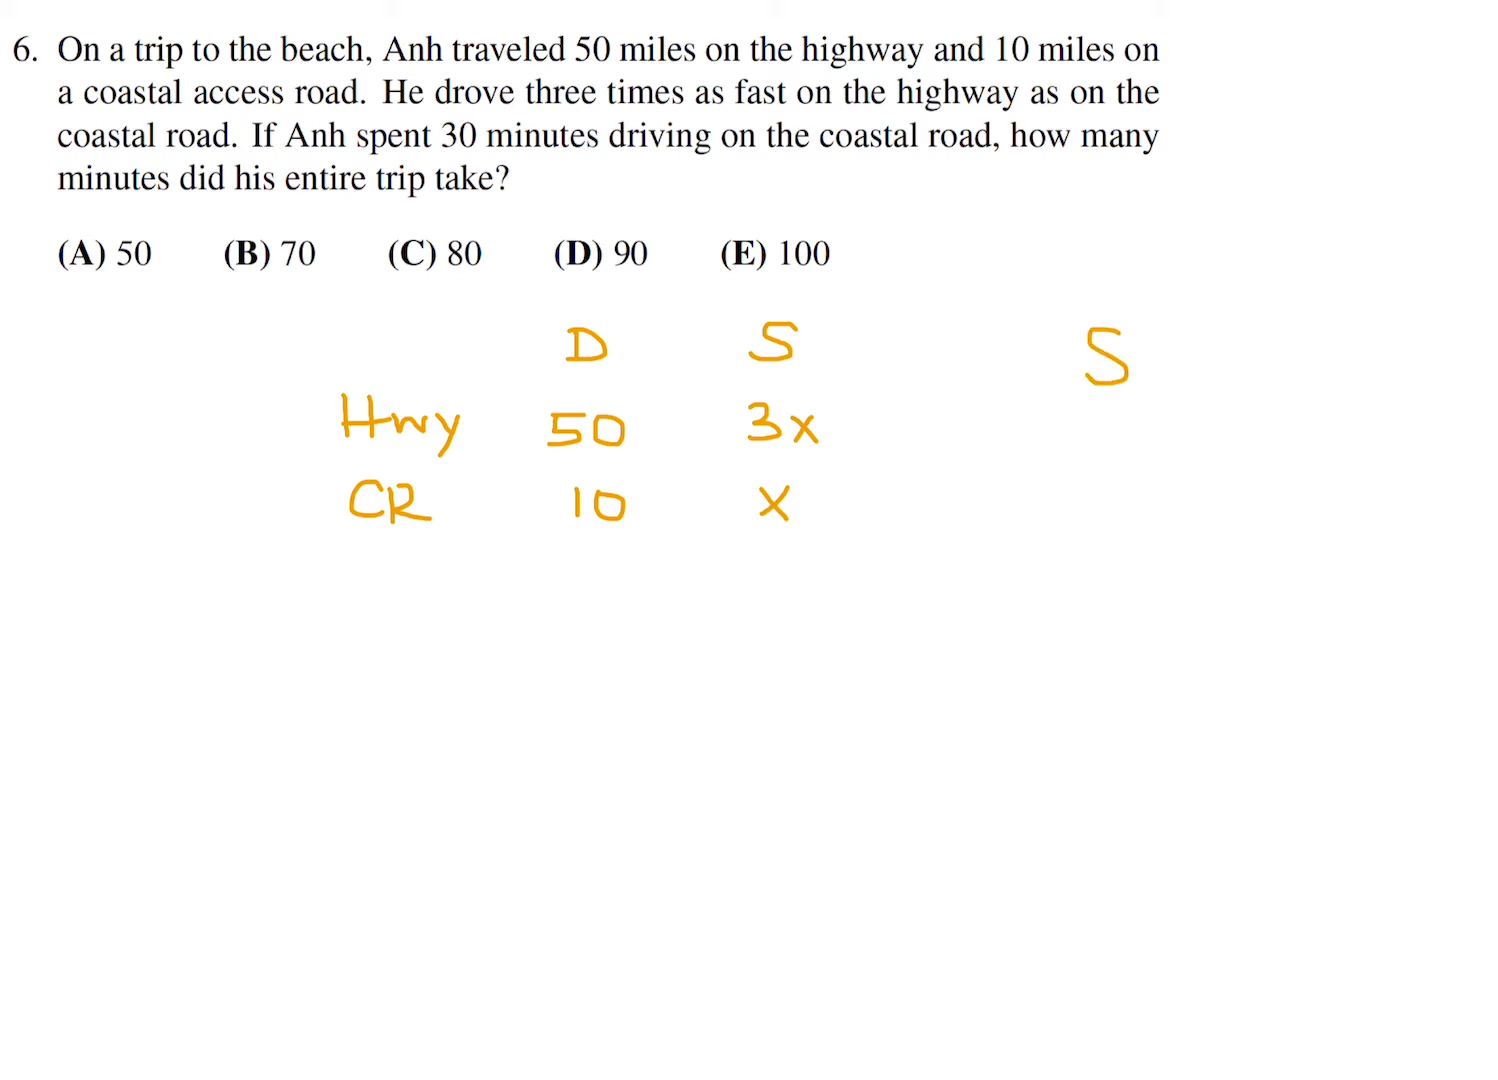 6. On a trip to the beach, Anh traveled 50 miles on the highway and 10 miles on
a coastal access road. He drove three times as fast on the highway as on the
coastal road. If Anh spent 30 minutes driving on the coastal road, how many
minutes did his entire trip take?
(A) 50 (B) 70 (C) 80 (D) 90 (E) 100
D S S
Hwy 50 3x
CR 10 x